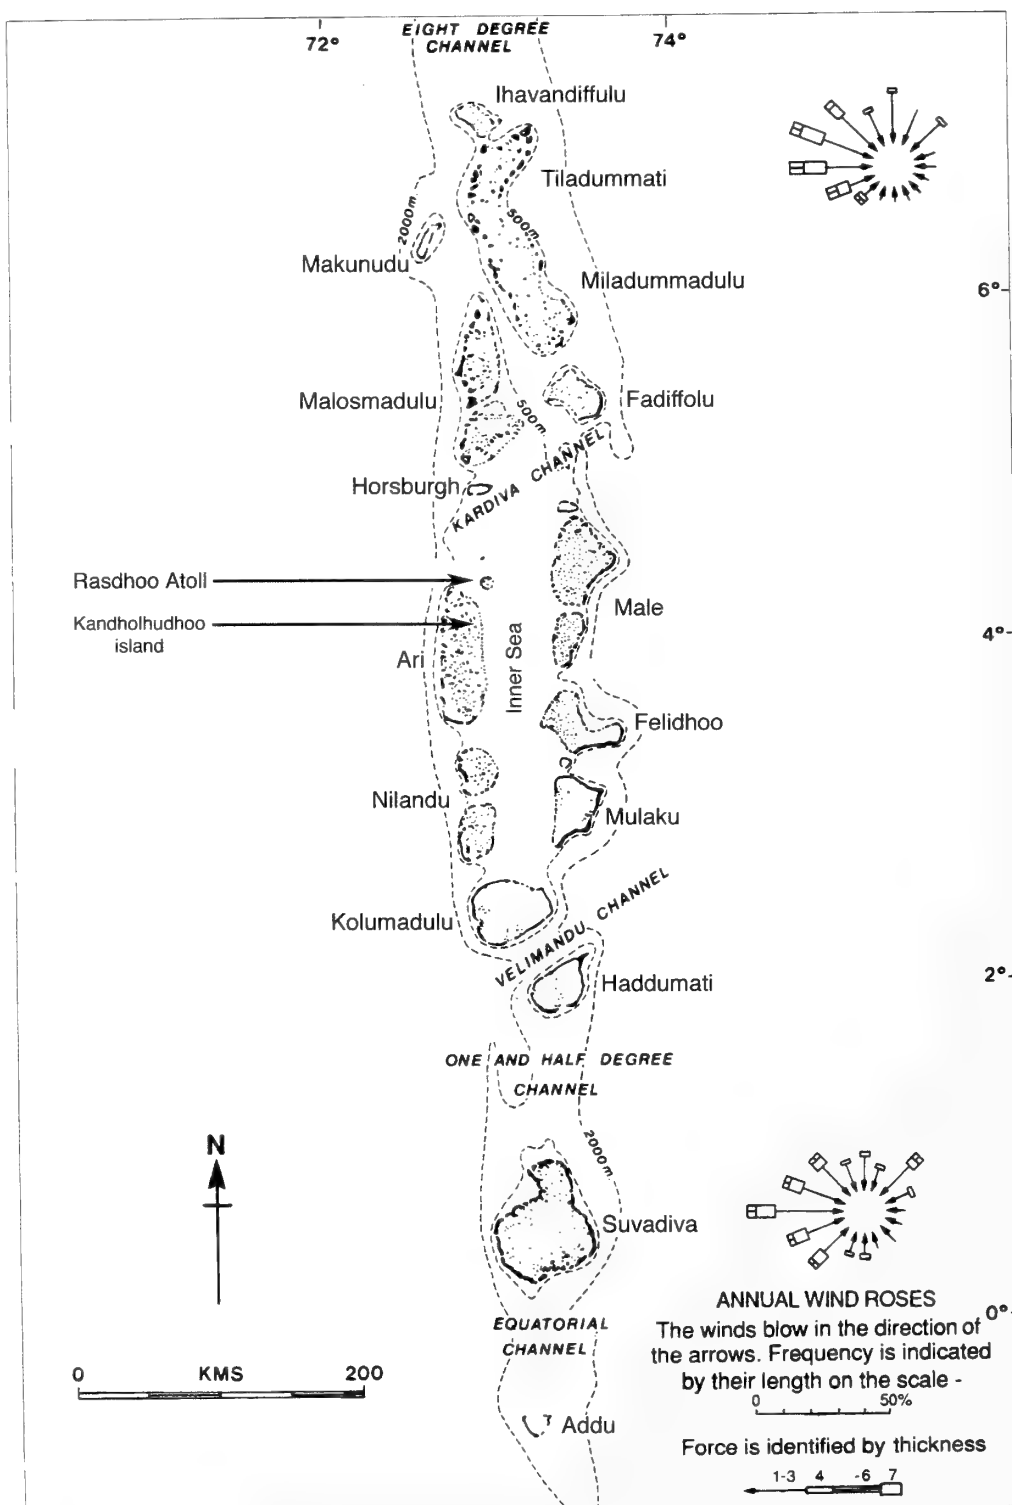 EIGHT DEGREE
CHANNEL
72°
74°
Ihavandiffulu
Tiladummati
2000m
500m
Makunudu
Miladummadulu
6°
Malosmadulu
500m
Fadiffolu
Horsburgh
KARDIVA CHANNEL
Rasdhoo Atoll
Kandholhudhoo
island
Male
4°
Ari
Inner Sea
Felidhoo
Nilandu
Mulaku
Kolumadulu
VELIMANDU CHANNEL
Haddumati
2°
ONE AND HALF DEGREE
CHANNEL
N
2000m
Suvadiva
ANNUAL WIND ROSES
0°
The winds blow in the direction of
the arrows. Frequency is indicated
by their length on the scale -
0 50%
EQUATORIAL
CHANNEL
0 KMS 200
Addu
Force is identified by thickness
1-3 4 -6 7